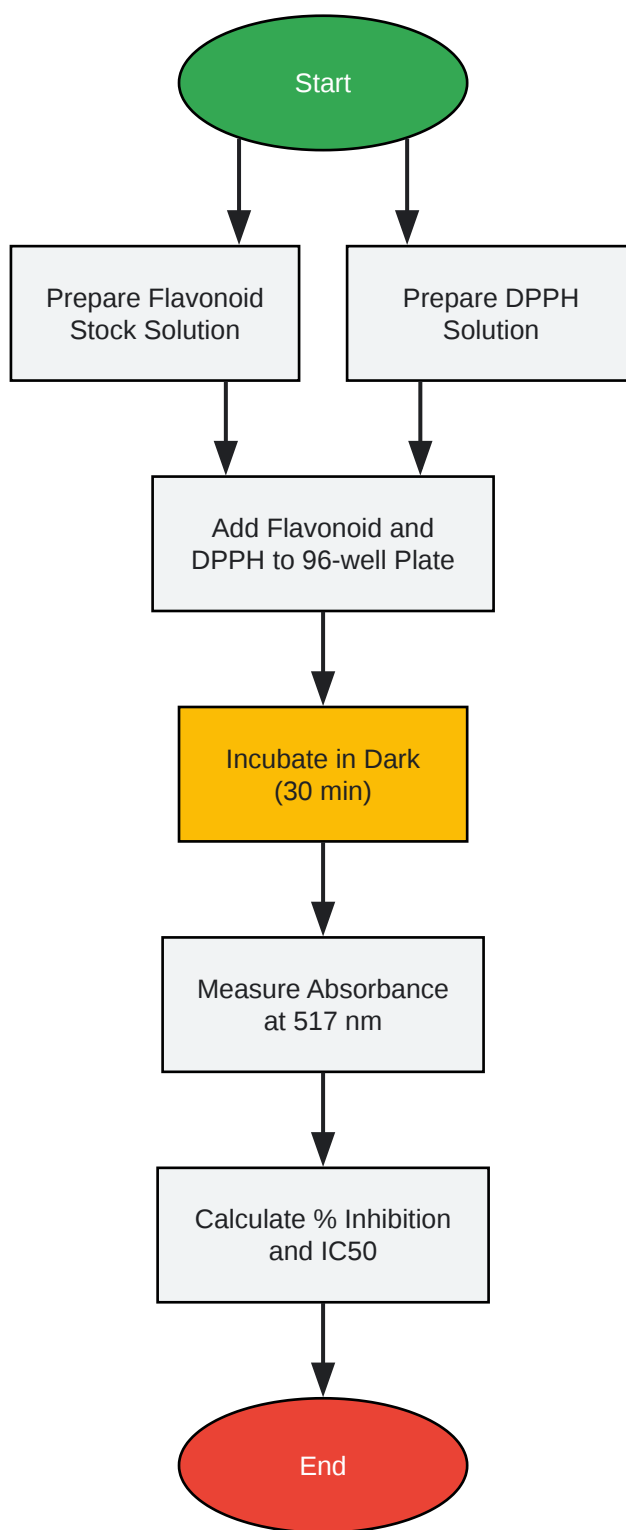 Start
Prepare Flavonoid
Stock Solution
Prepare DPPH
Solution
Add Flavonoid and
DPPH to 96-well Plate
Incubate in Dark
(30 min)
Measure Absorbance
at 517 nm
Calculate % Inhibition
and IC50
End